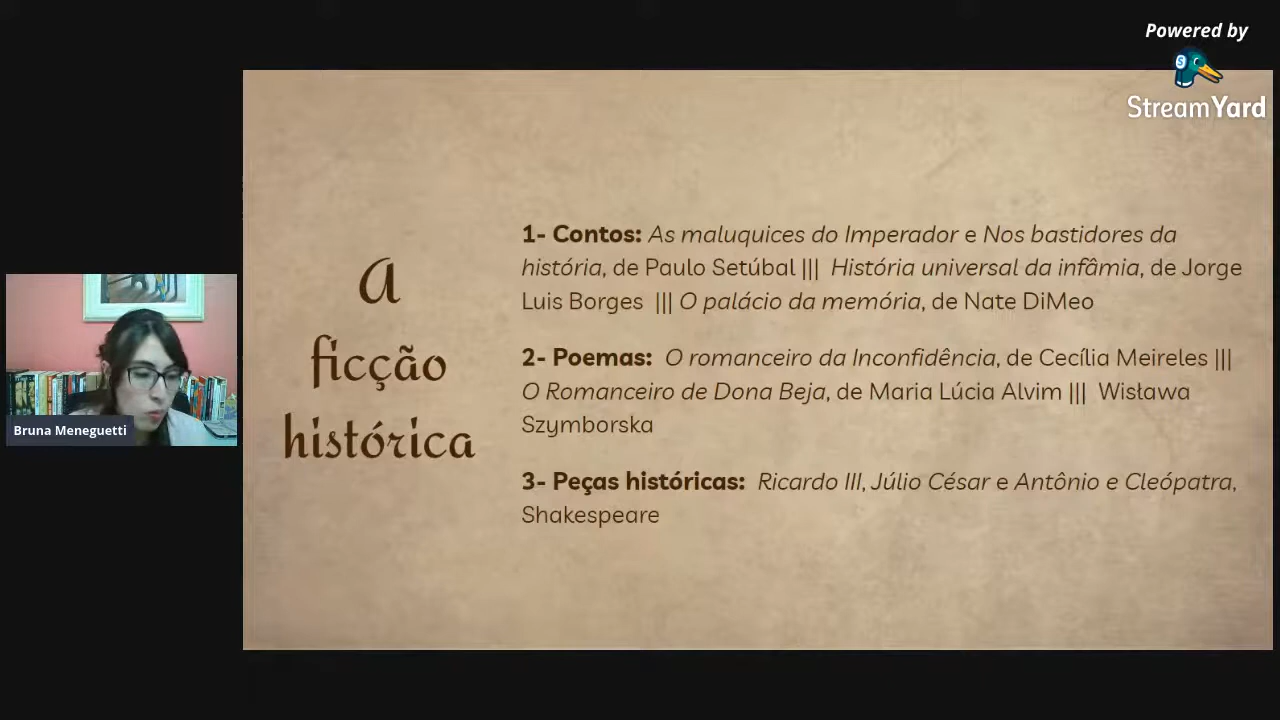 Powered by
StreamYard
A
ficção
histórica
1- Contos: As maluquices do Imperador e Nos bastidores da
história, de Paulo Setúbal ||| História universal da infâmia, de Jorge
Luis Borges ||| O palácio da memória, de Nate DiMeo
2- Poemas: O romanceiro da Inconfidência, de Cecília Meireles |||
O Romanceiro de Dona Beja, de Maria Lúcia Alvim ||| Wisława
Szymborska
3- Peças históricas: Ricardo III, Júlio César e Antônio e Cleópatra,
Shakespeare
Bruna Meneguetti